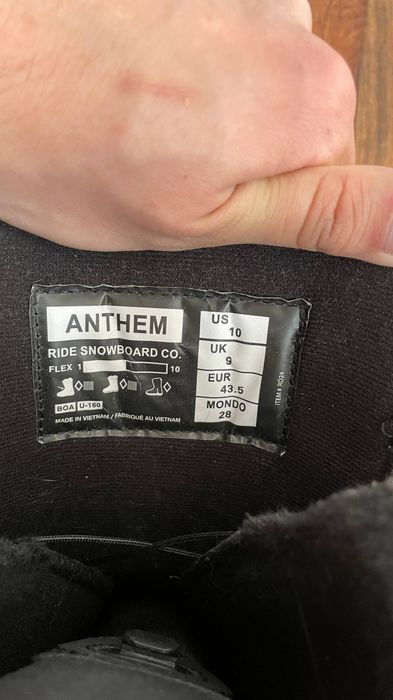 ANTHEM
RIDE SNOWBOARD CO.
FLEX 1 10
BOA U-160
MADE IN VIETNAM / FABRIQUÉ AU VIETNAM
US
10
UK
9
EUR
43.5
MONDO
28
ITEM # RD24